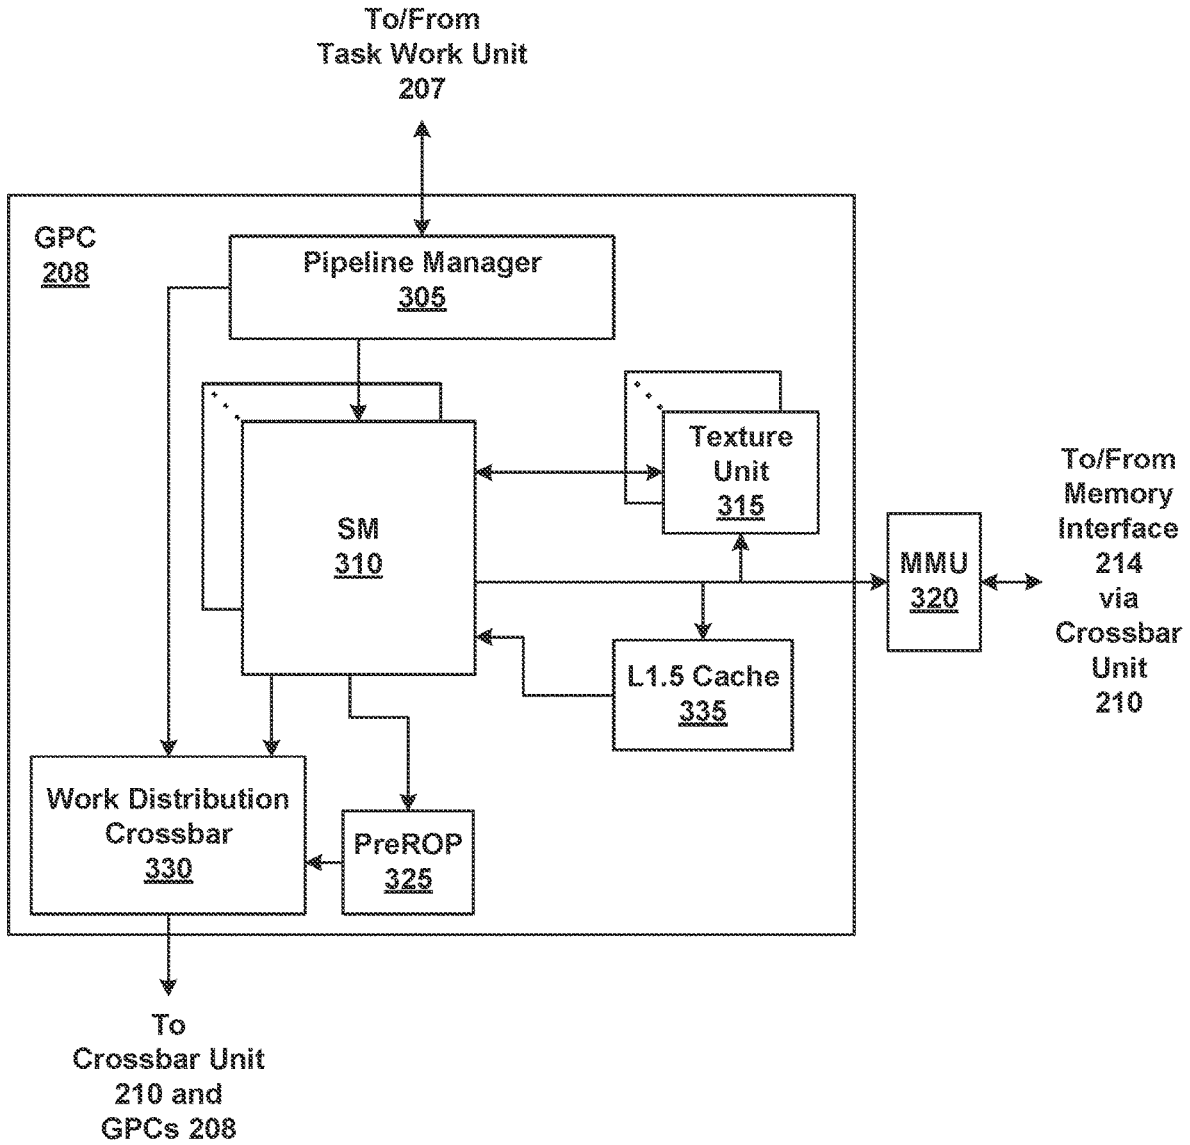 To/From
Task Work Unit
207
GPC
208
Pipeline Manager
305
Texture
Unit
315
SM
310
To/From
Memory
Interface
214
via
Crossbar
Unit
210
MMU
320
L1.5 Cache
335
Work Distribution
Crossbar
330
PreROP
325
To
Crossbar Unit
210 and
GPCs 208